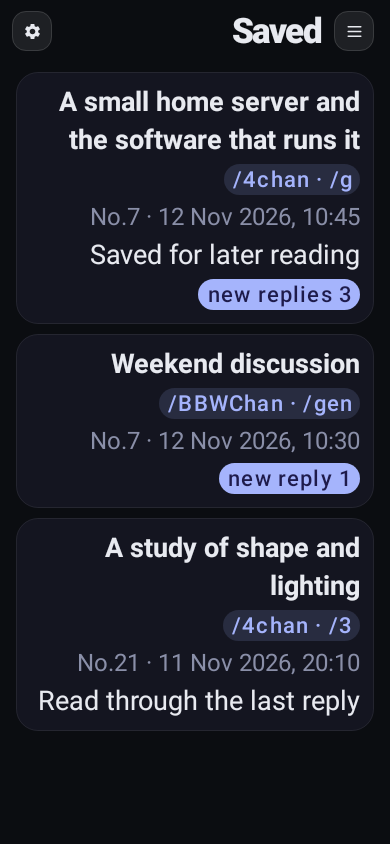 Saved
A small home server and
the software that runs it
/4chan · /g
No.7 · 12 Nov 2026, 10:45
Saved for later reading
new replies 3
Weekend discussion
/BBWChan · /gen
No.7 · 12 Nov 2026, 10:30
new reply 1
A study of shape and
lighting
/4chan · /3
No.21 · 11 Nov 2026, 20:10
Read through the last reply